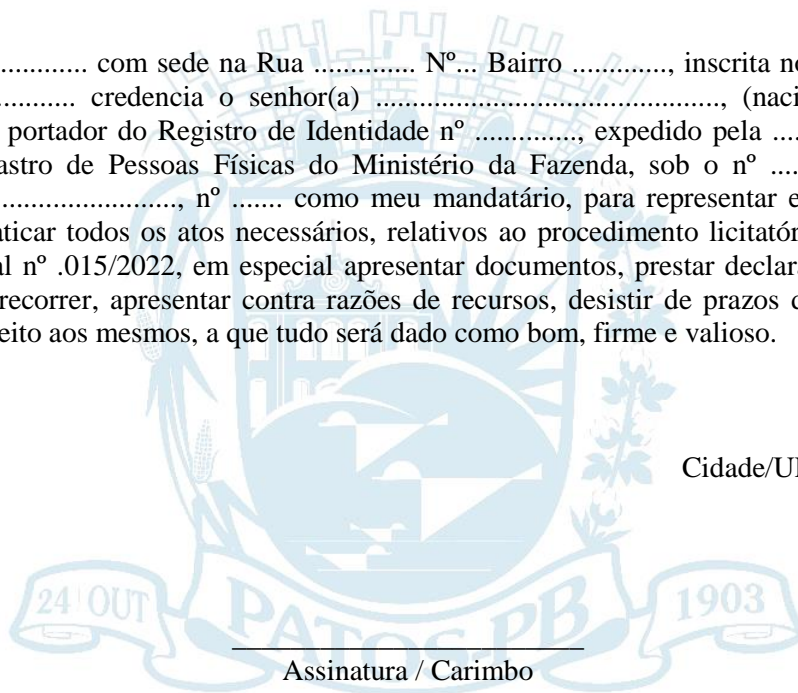 ............. com sede na Rua ............. Nº... Bairro ............, inscrita no
............ credencia o senhor(a) ........................................, (naci
portador do Registro de Identidade nº ............., expedido pela .....
astro de Pessoas Físicas do Ministério da Fazenda, sob o nº .....
......................., nº ....... como meu mandatário, para representar e
aticar todos os atos necessários, relativos ao procedimento licitatór
al nº .015/2022, em especial apresentar documentos, prestar declara
recorrer, apresentar contra razões de recursos, desistir de prazos d
eito aos mesmos, a que tudo será dado como bom, firme e valioso.
Cidade/U
24 OUT
PATOS-PB
1903
Assinatura / Carimbo